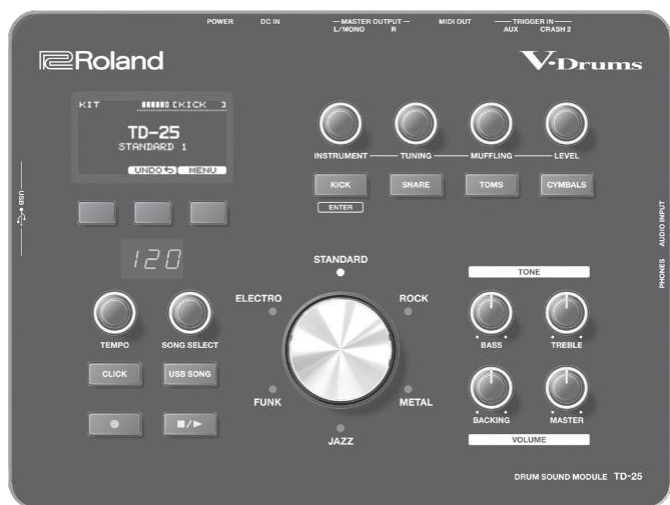 POWER DC IN MASTER OUTPUT MIDI OUT TRIGGER IN
L/MONO R AUX CRASH 2
Roland
V-Drums
KIT [KICK ]
TD-25
STANDARD 1
UNDO MENU
INSTRUMENT TUNING MUFFLING LEVEL
KICK SNARE TOMS CYMBALS
ENTER
USB
PHONES AUDIO INPUT
120
STANDARD
ELECTRO ROCK
FUNK METAL
JAZZ
TEMPO SONG SELECT
CLICK USB SONG
TONE
BASS TREBLE
BACKING MASTER
VOLUME
DRUM SOUND MODULE TD-25